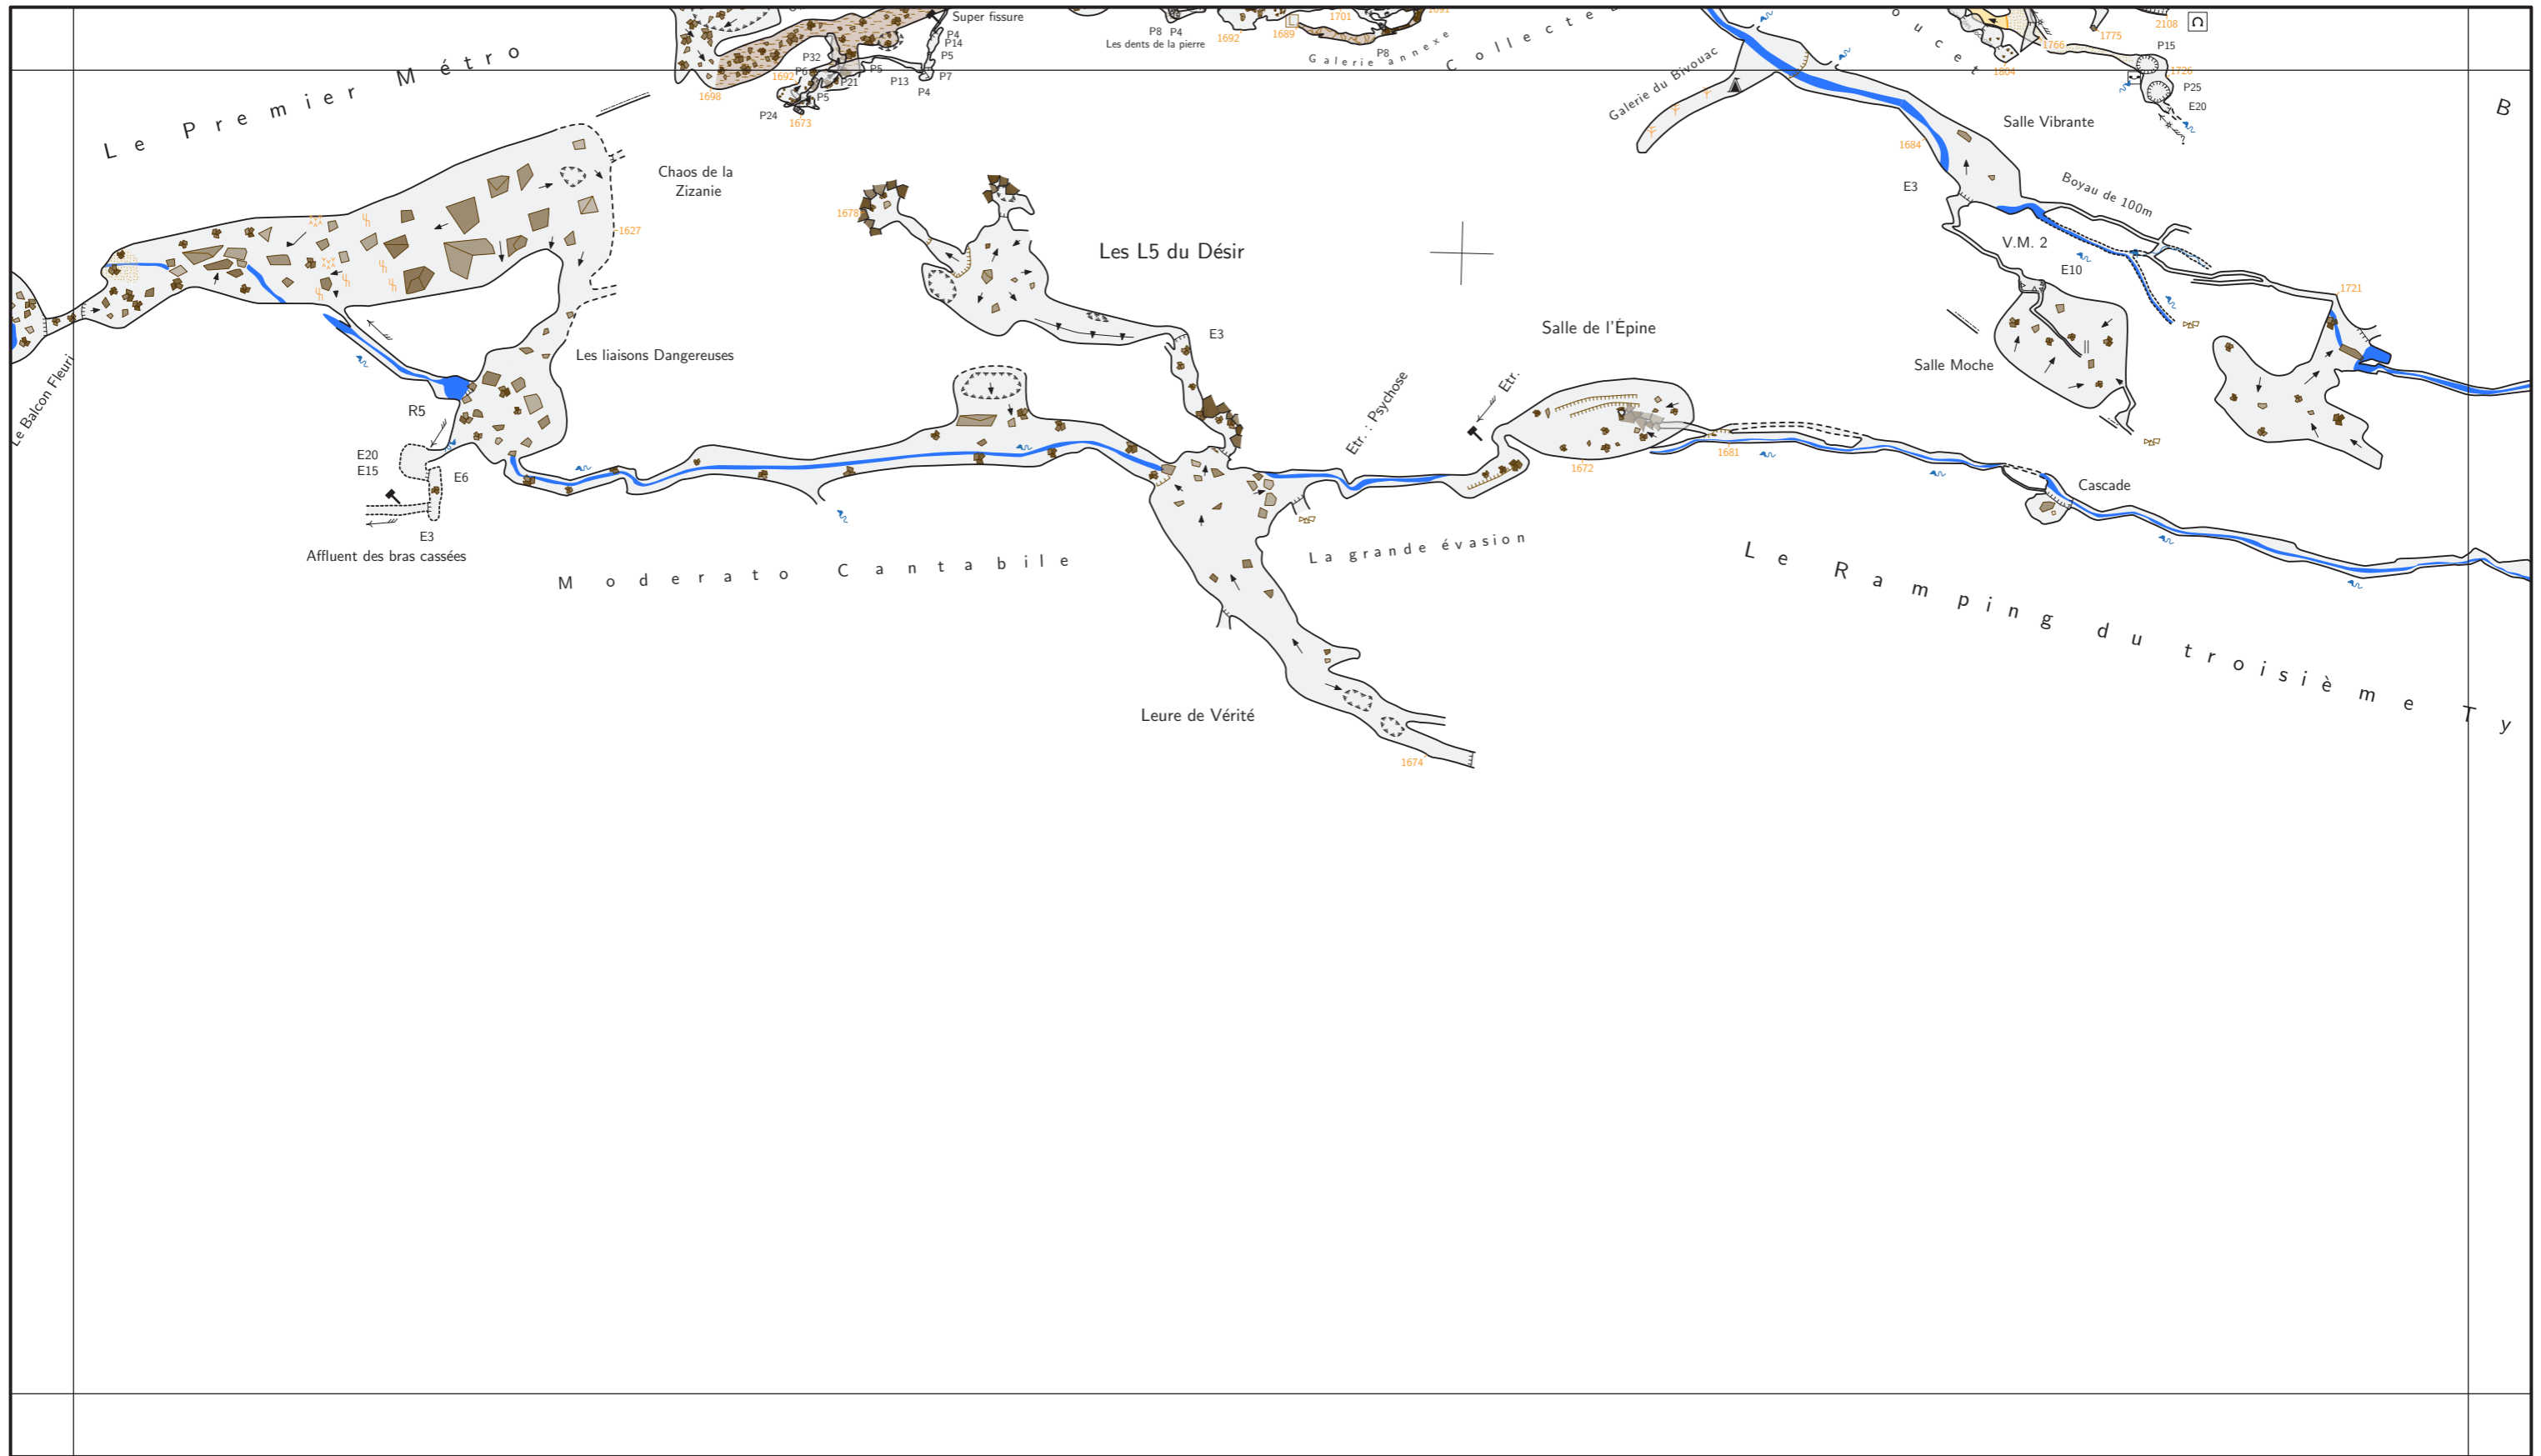 Super fissure
P4
P14
P5
P7
P4
P13
P5
P21
P32
P6
P5
P24
1692
1698
1673
P8 P4
Les dents de la pierre
1692
1689
1701
P8
Galerie annexe
Galerie du Bivouac
1684
Salle Vibrante
1804
1766
1775
2108
P15
1726
P25
E20
?
B
Le Premier Métro
Chaos de la
Zizanie
1627
1678
Les L5 du Désir
E3
Boyau de 100m
V.M. 2
E10
1721
Le Balcon Fleuri
Les liaisons Dangereuses
E3
Salle de l'Épine
Salle Moche
R5
E20
E15
E6
E3
Affluent des bras cassées
Etr. : Psychose
Etr.
1672
1681
Cascade
Moderato Cantabile
La grande évasion
Le Ramping du troisième Ty
Leure de Vérité
1674